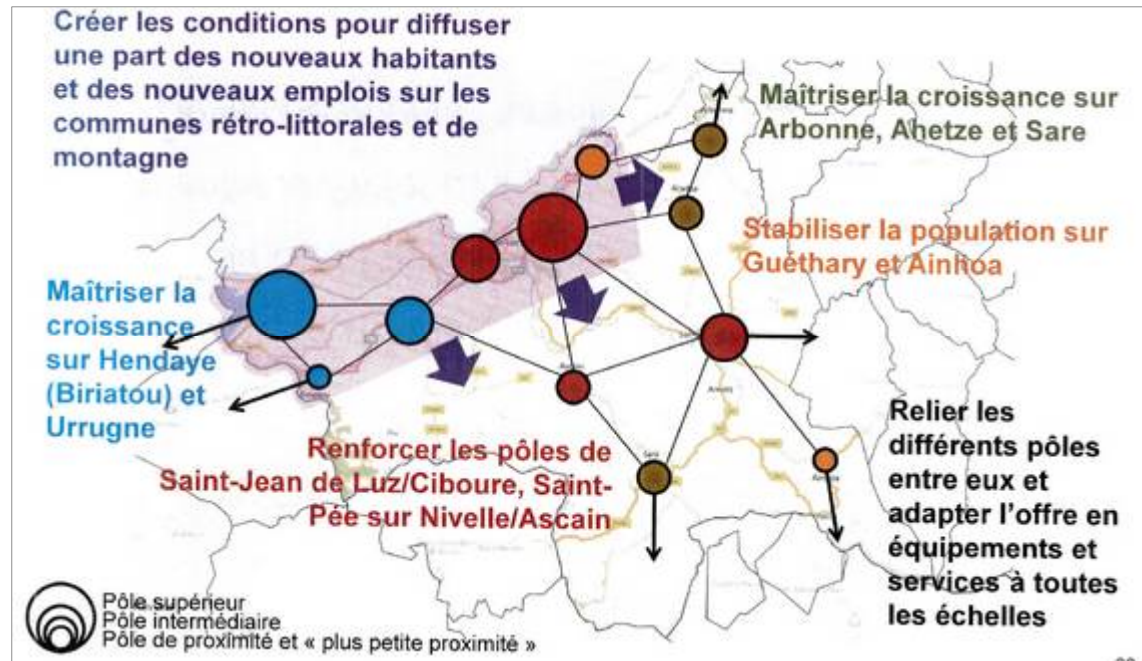 Créer les conditions pour diffuser
une part des nouveaux habitants
et des nouveaux emplois sur les
communes rétro-littorales et de
montagne
Maîtriser la croissance sur
Arbonne, Ahetze et Sare
Stabiliser la population sur
Guéthary et Ainhoa
Maîtriser la
croissance
sur Hendaye
(Biriatou) et
Urrugne
Renforcer les pôles de
Saint-Jean de Luz/Ciboure, Saint-
Pée sur Nivelle/Ascain
Relier les
différents pôles
entre eux et
adapter l'offre en
équipements et
services à toutes
les échelles
Pôle supérieur
Pôle intermédiaire
Pôle de proximité et « plus petite proximité »